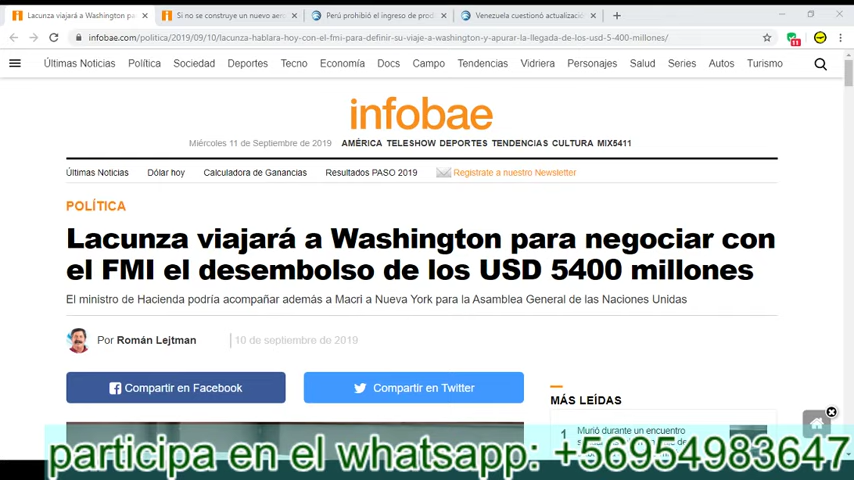 Lacunza viajará a Washington pa
Si no se construye un nuevo aer
Perú prohibió el ingreso de prod
Venezuela cuestionó actualizació
infobae.com/politica/2019/09/10/lacunza-hablara-hoy-con-el-fmi-para-definir-su-viaje-a-washington-y-apurar-la-llegada-de-los-usd-5-400-millones/
11
Últimas Noticias Política Sociedad Deportes Tecno Economía Docs Campo Tendencias Vidriera Personajes Salud Series Autos Turismo
infobae
Miércoles 11 de Septiembre de 2019 AMÉRICA TELESHOW DEPORTES TENDENCIAS CULTURA MIX5411
Últimas Noticias Dólar hoy Calculadora de Ganancias Resultados PASO 2019 Registrate a nuestro Newsletter
POLÍTICA
Lacunza viajará a Washington para negociar con
el FMI el desembolso de los USD 5400 millones
El ministro de Hacienda podría acompañar además a Macri a Nueva York para la Asamblea General de las Naciones Unidas
Por Román Lejtman 10 de septiembre de 2019
Compartir en Facebook
Compartir en Twitter
MÁS LEÍDAS
1 Murió durante un encuentro
participa en el whatsapp: +56954983647